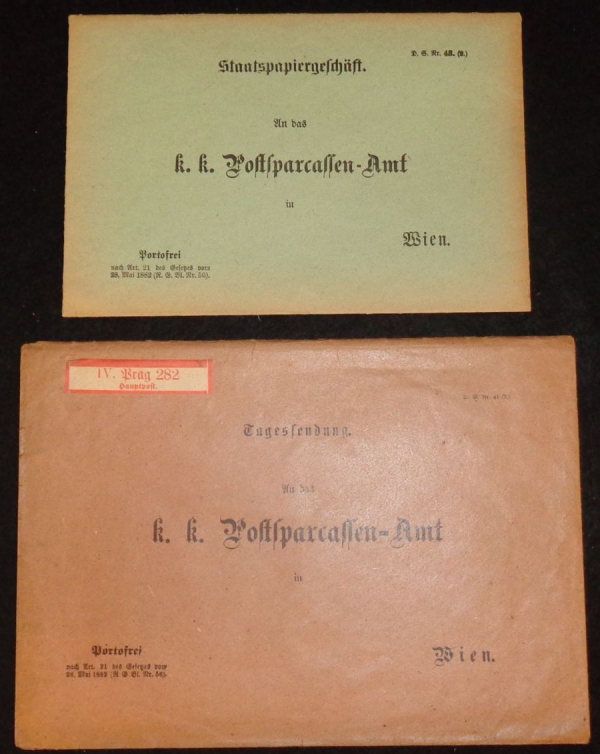 Staatspapiergeschäft.
D. S. Nr. (2.)
An das
k. k. Postsparcassen-Amt
in
Wien.
Portofrei
nach Art. 21 des Gesetzes vom
28. Mai 1882 (R. G. Bl. Nr. 56).
IV. Prag 282
Hauptpost.
Tagessendung.
An das
k. k. Postsparcassen-Amt
in
Wien.
Portofrei
nach Art. 21 des Gesetzes vom
28. Mai 1882 (R G Bl. Nr. 56).